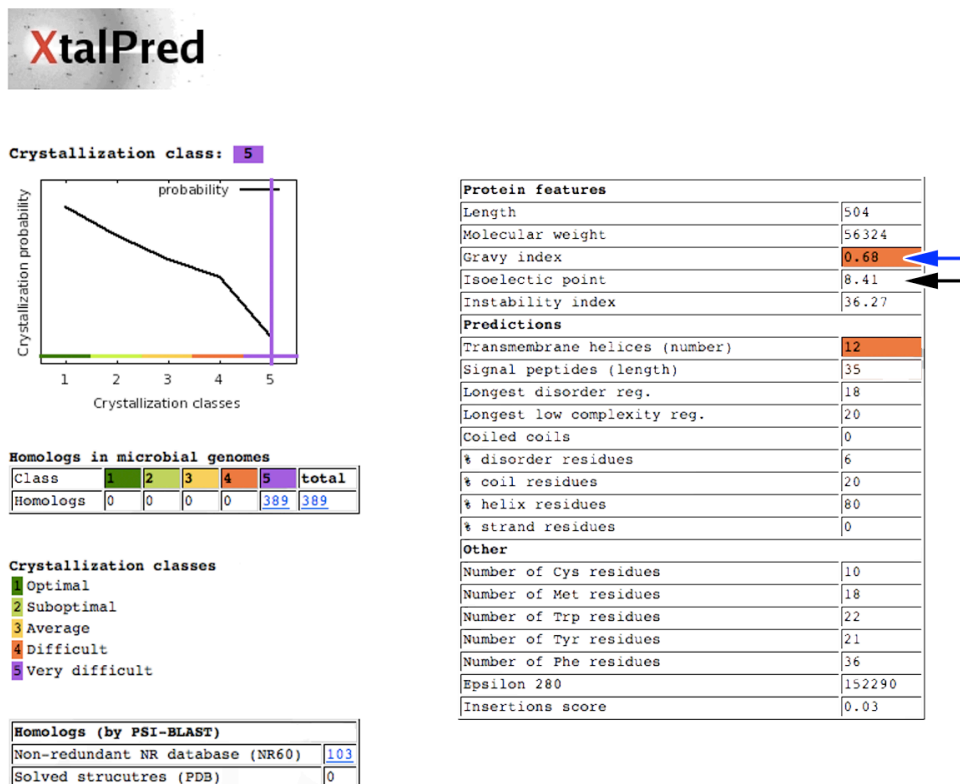 XtalPred
Crystallization class: 5
probability
Crystallization probability
1 2 3 4 5
Crystallization classes
Homologs in microbial genomes
Class 1 2 3 4 5 total
Homologs 0 0 0 0 389 389
Crystallization classes
1 Optimal
2 Suboptimal
3 Average
4 Difficult
5 Very difficult
Homologs (by PSI-BLAST)
Non-redundant NR database (NR60) 103
Solved strucutres (PDB) 0
Protein features
Length 504
Molecular weight 56324
Gravy index 0.68
Isoelectric point 8.41
Instability index 36.27
Predictions
Transmembrane helices (number) 12
Signal peptides (length) 35
Longest disorder reg. 18
Longest low complexity reg. 20
Coiled coils 0
% disorder residues 6
% coil residues 20
% helix residues 80
% strand residues 0
Other
Number of Cys residues 10
Number of Met residues 18
Number of Trp residues 22
Number of Tyr residues 21
Number of Phe residues 36
Epsilon 280 152290
Insertions score 0.03